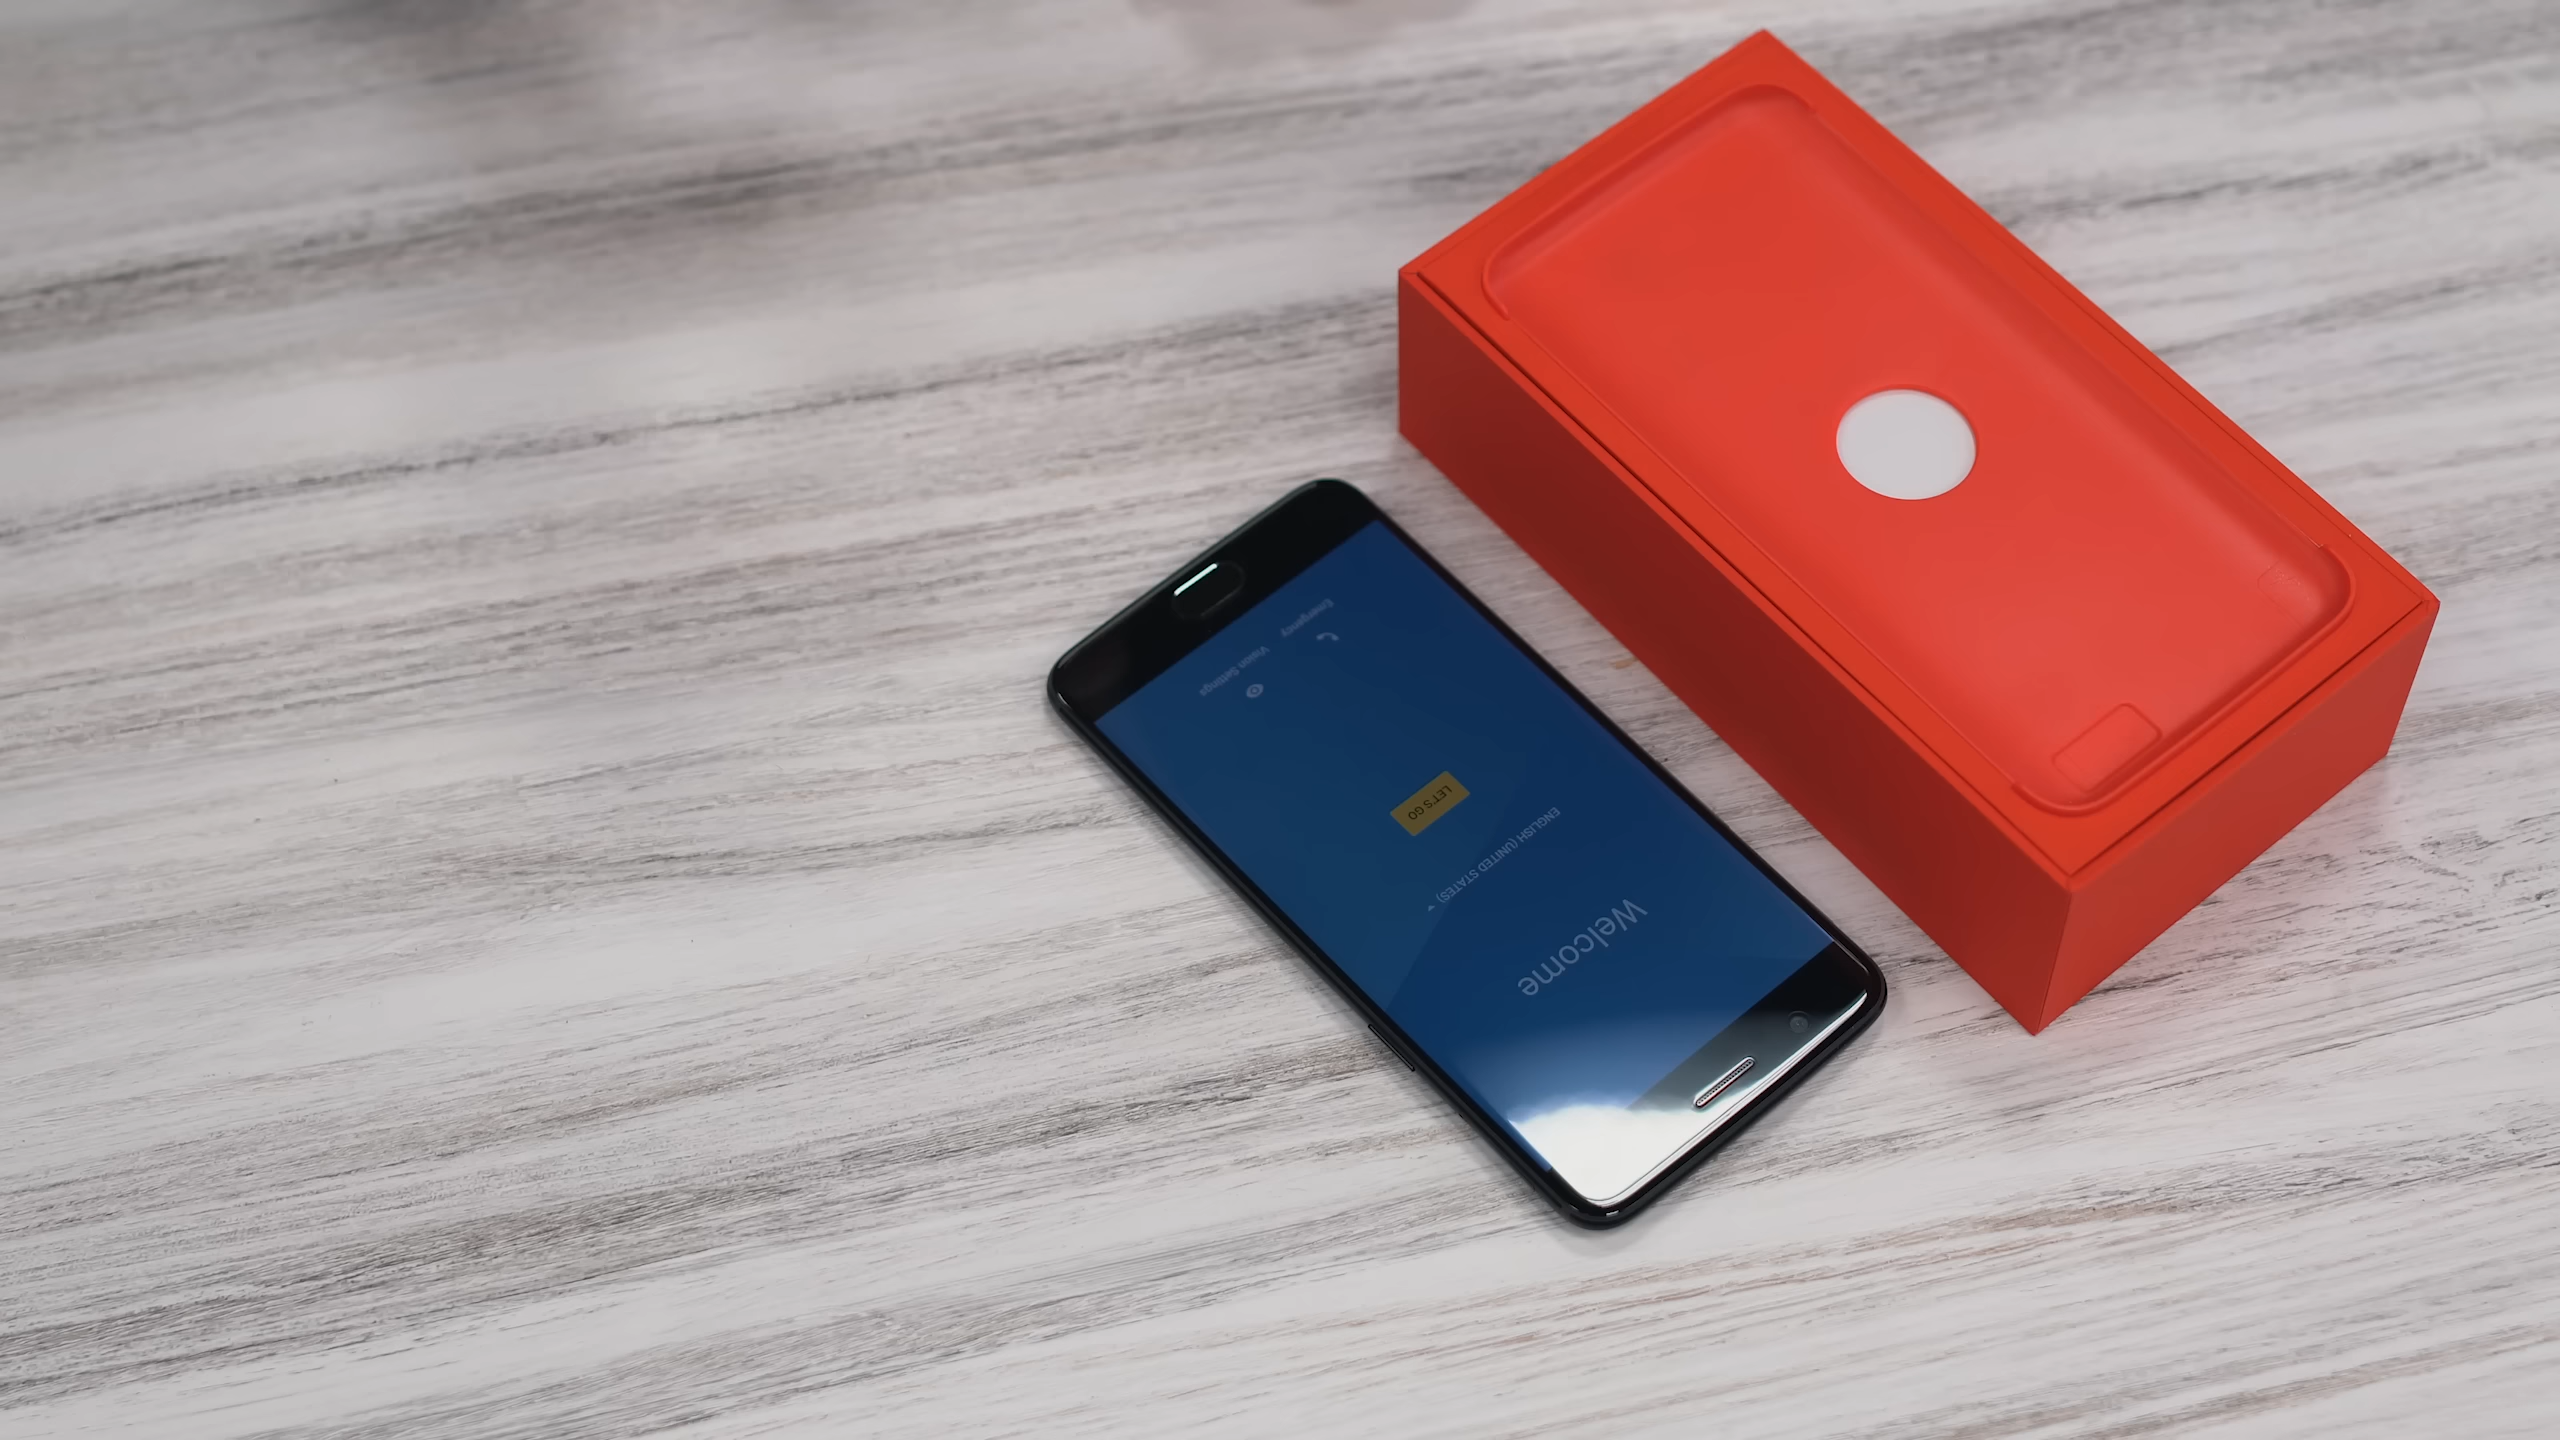 Welcome
ENGLISH (UNITED STATES)
LET'S GO
Vision Settings
Emergency